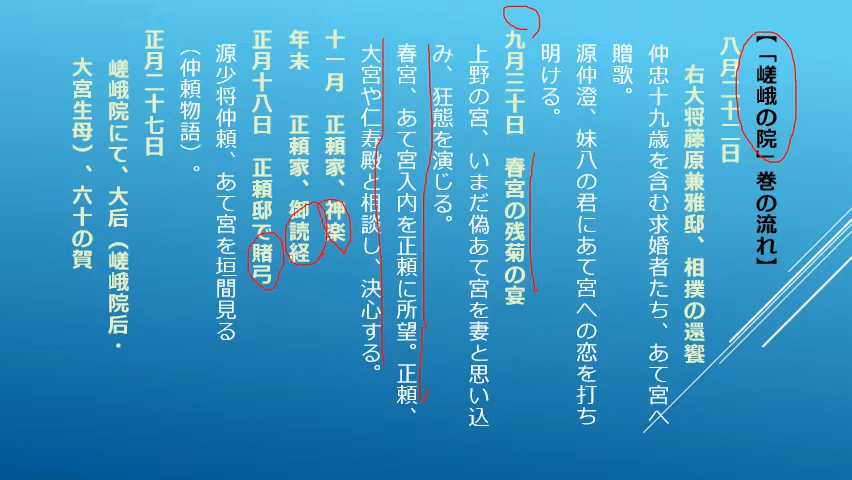 【「嵯峨の院」巻の流れ】
八月二十二日
右大将藤原兼雅邸、相撲の還饗
仲忠十九歳を含む求婚者たち、あて宮へ
贈歌。
源仲澄、妹八の君にあて宮への恋を打ち
明ける。
九月三十日 春宮の残菊の宴
上野の宮、いまだ偽あて宮を妻と思い込
み、狂態を演じる。
春宮、あて宮入内を正頼に所望。正頼、
大宮や仁寿殿と相談し、決心する。
十一月 正頼家、神楽
年末 正頼家、御読経
正月十八日 正頼邸で賭弓
源少将仲頼、あて宮を垣間見る
（仲頼物語）。
正月二十七日
嵯峨院にて、大后（嵯峨院后・
大宮生母）、六十の賀